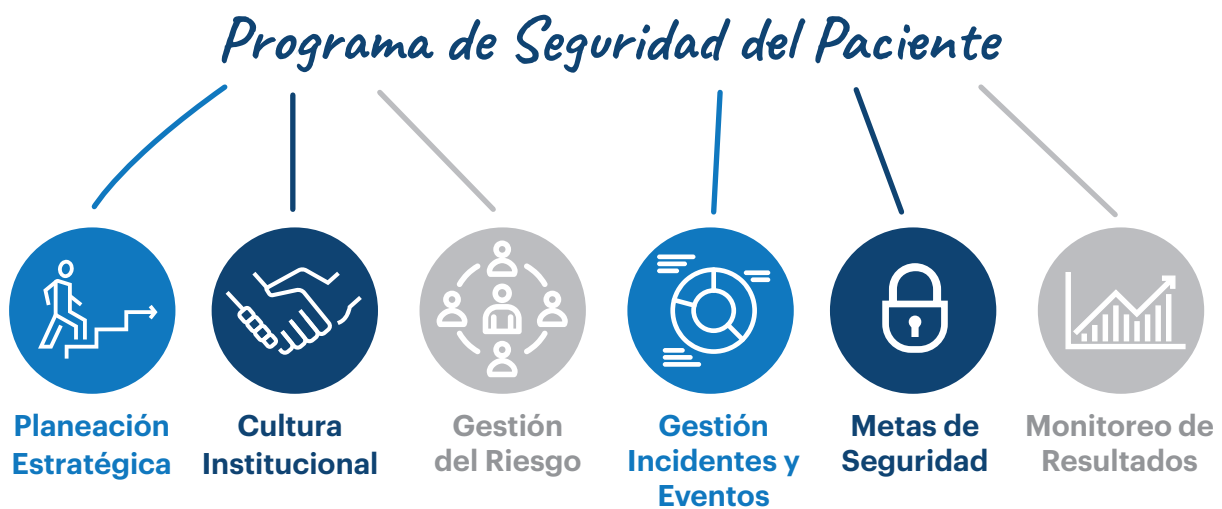 Programa de Seguridad del Paciente
Planeación
Estratégica
Cultura
Institucional
Gestión
del Riesgo
Gestión
Incidentes y
Eventos
Metas de
Seguridad
Monitoreo de
Resultados